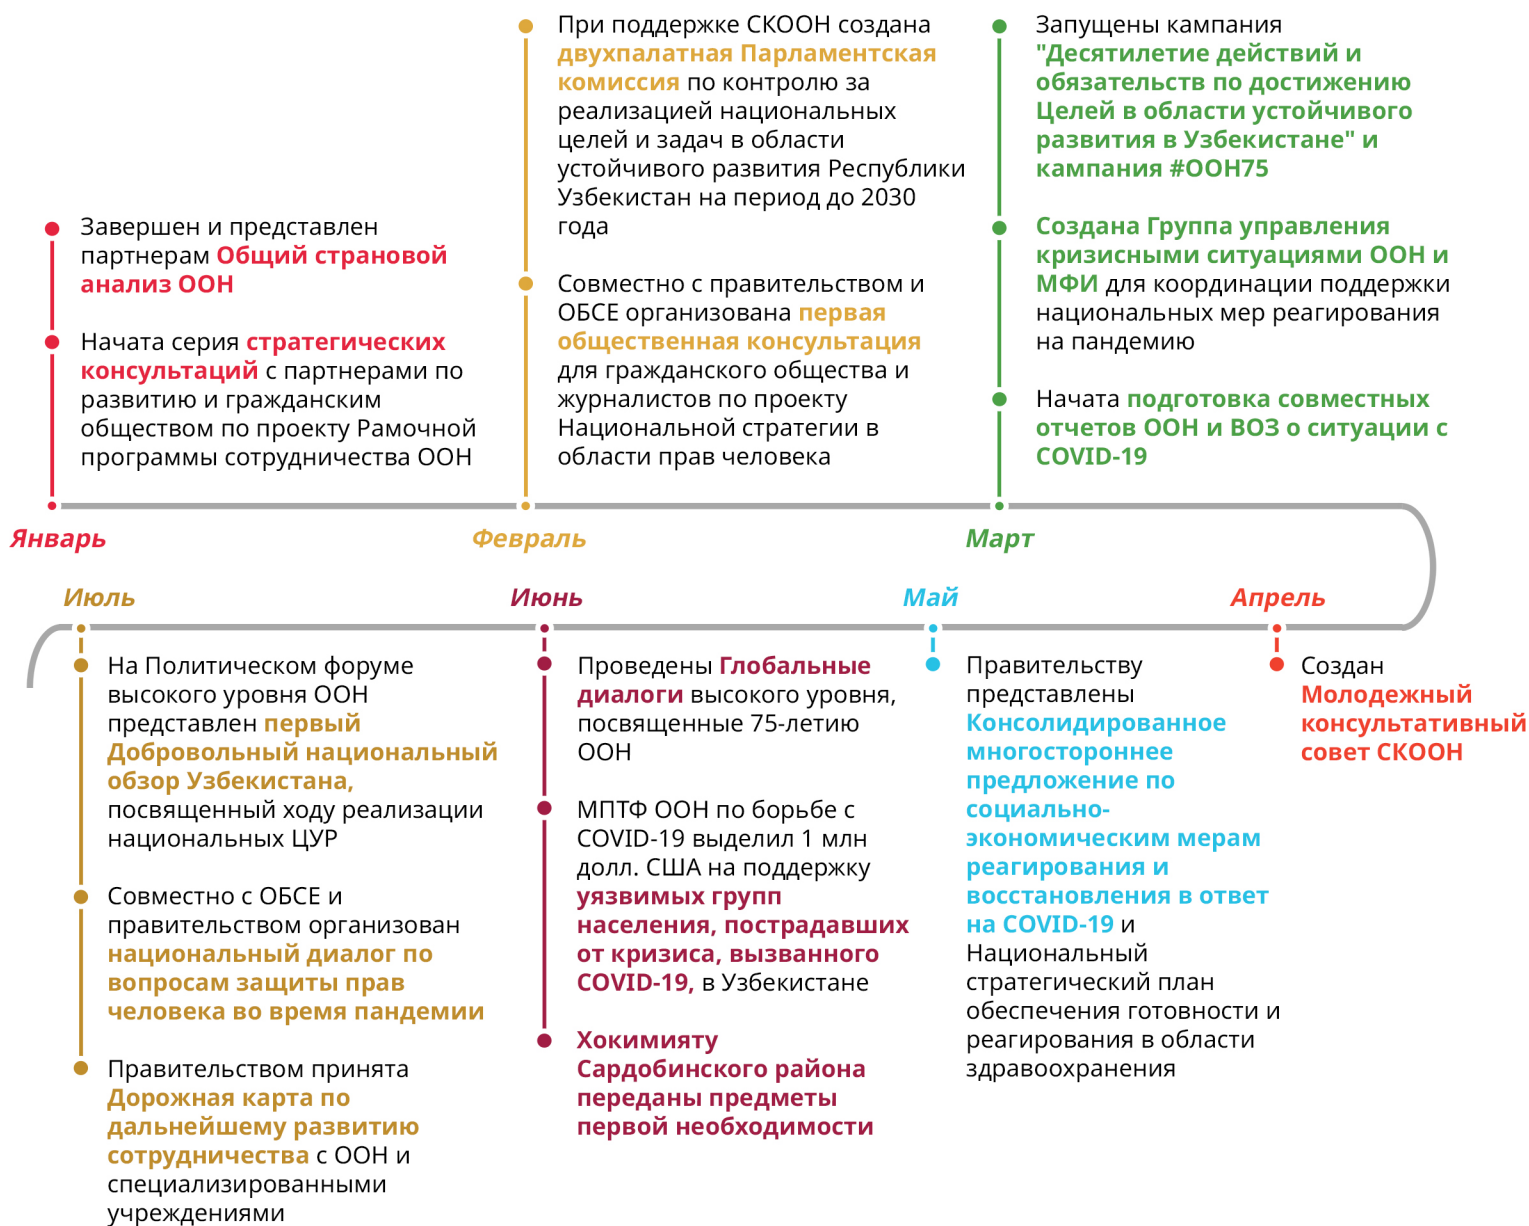 Завершен и представлен
партнерам Общий страновой
анализ ООН
Начата серия стратегических
консультаций с партнерами по
развитию и гражданским
обществом по проекту Рамочной
программы сотрудничества ООН
Январь
При поддержке СКООН создана
двухпалатная Парламентская
комиссия по контролю за
реализацией национальных
целей и задач в области
устойчивого развития Республики
Узбекистан на период до 2030
года
Совместно с правительством и
ОБСЕ организована первая
общественная консультация
для гражданского общества и
журналистов по проекту
Национальной стратегии в
области прав человека
Февраль
Запущены кампания
"Десятилетие действий и
обязательств по достижению
Целей в области устойчивого
развития в Узбекистане" и
кампания #ООН75
Создана Группа управления
кризисными ситуациями ООН и
МФИ для координации поддержки
национальных мер реагирования
на пандемию
Начата подготовка совместных
отчетов ООН и ВОЗ о ситуации с
COVID-19
Март
Апрель
Создан
Молодежный
консультативный
совет СКООН
Май
Правительству
представлены
Консолидированное
многостороннее
предложение по
социально-
экономическим мерам
реагирования и
восстановления в ответ
на COVID-19 и
Национальный
стратегический план
обеспечения готовности и
реагирования в области
здравоохранения
Июнь
Проведены Глобальные
диалоги высокого уровня,
посвященные 75-летию
ООН
МПТФ ООН по борьбе с
COVID-19 выделил 1 млн
долл. США на поддержку
уязвимых групп
населения, пострадавших
от кризиса, вызванного
COVID-19, в Узбекистане
Хокимияту
Сардобинского района
переданы предметы
первой необходимости
Июль
На Политическом форуме
высокого уровня ООН
представлен первый
Добровольный национальный
обзор Узбекистана,
посвященный ходу реализации
национальных ЦУР
Совместно с ОБСЕ и
правительством организован
национальный диалог по
вопросам защиты прав
человека во время пандемии
Правительством принята
Дорожная карта по
дальнейшему развитию
сотрудничества с ООН и
специализированными
учреждениями